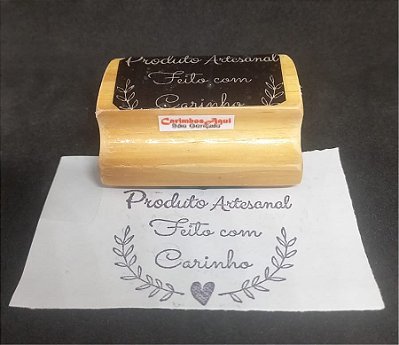 Produto Artesanal
Feito com
Carinho
Carimbos Aqui
São Gonçalo
Produto Artesanal
Feito com
Carinho